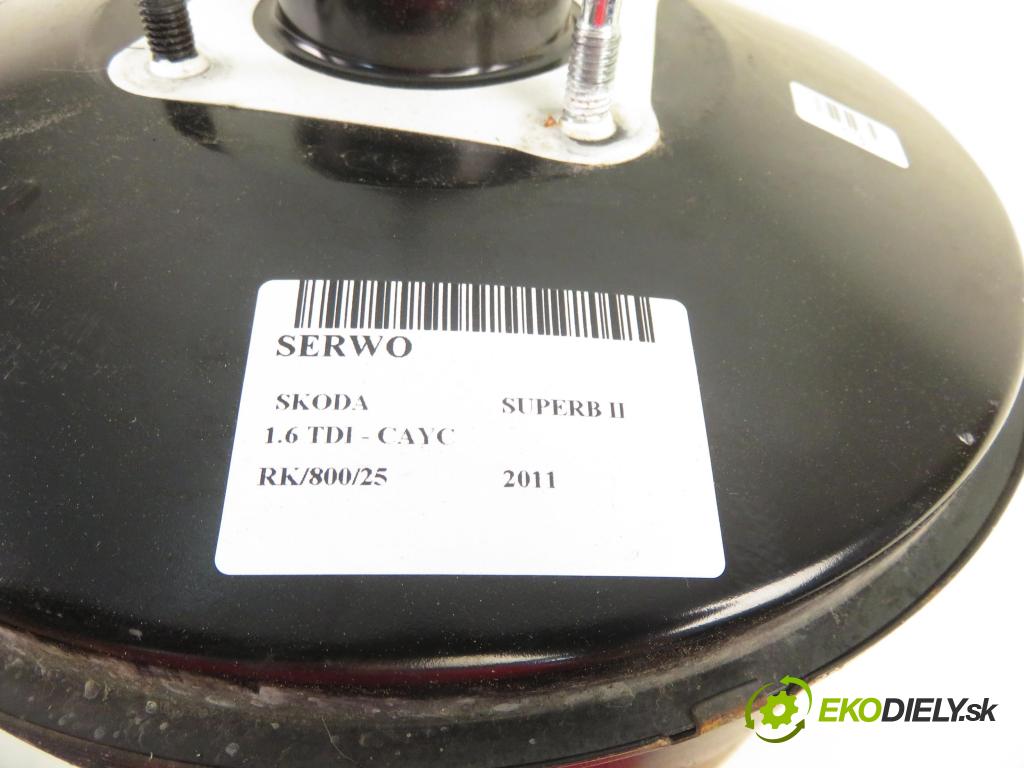 SERWO
SKODA SUPERB II
1.6 TDI - CAYC
RK/800/25 2011
EKODIELY.sk